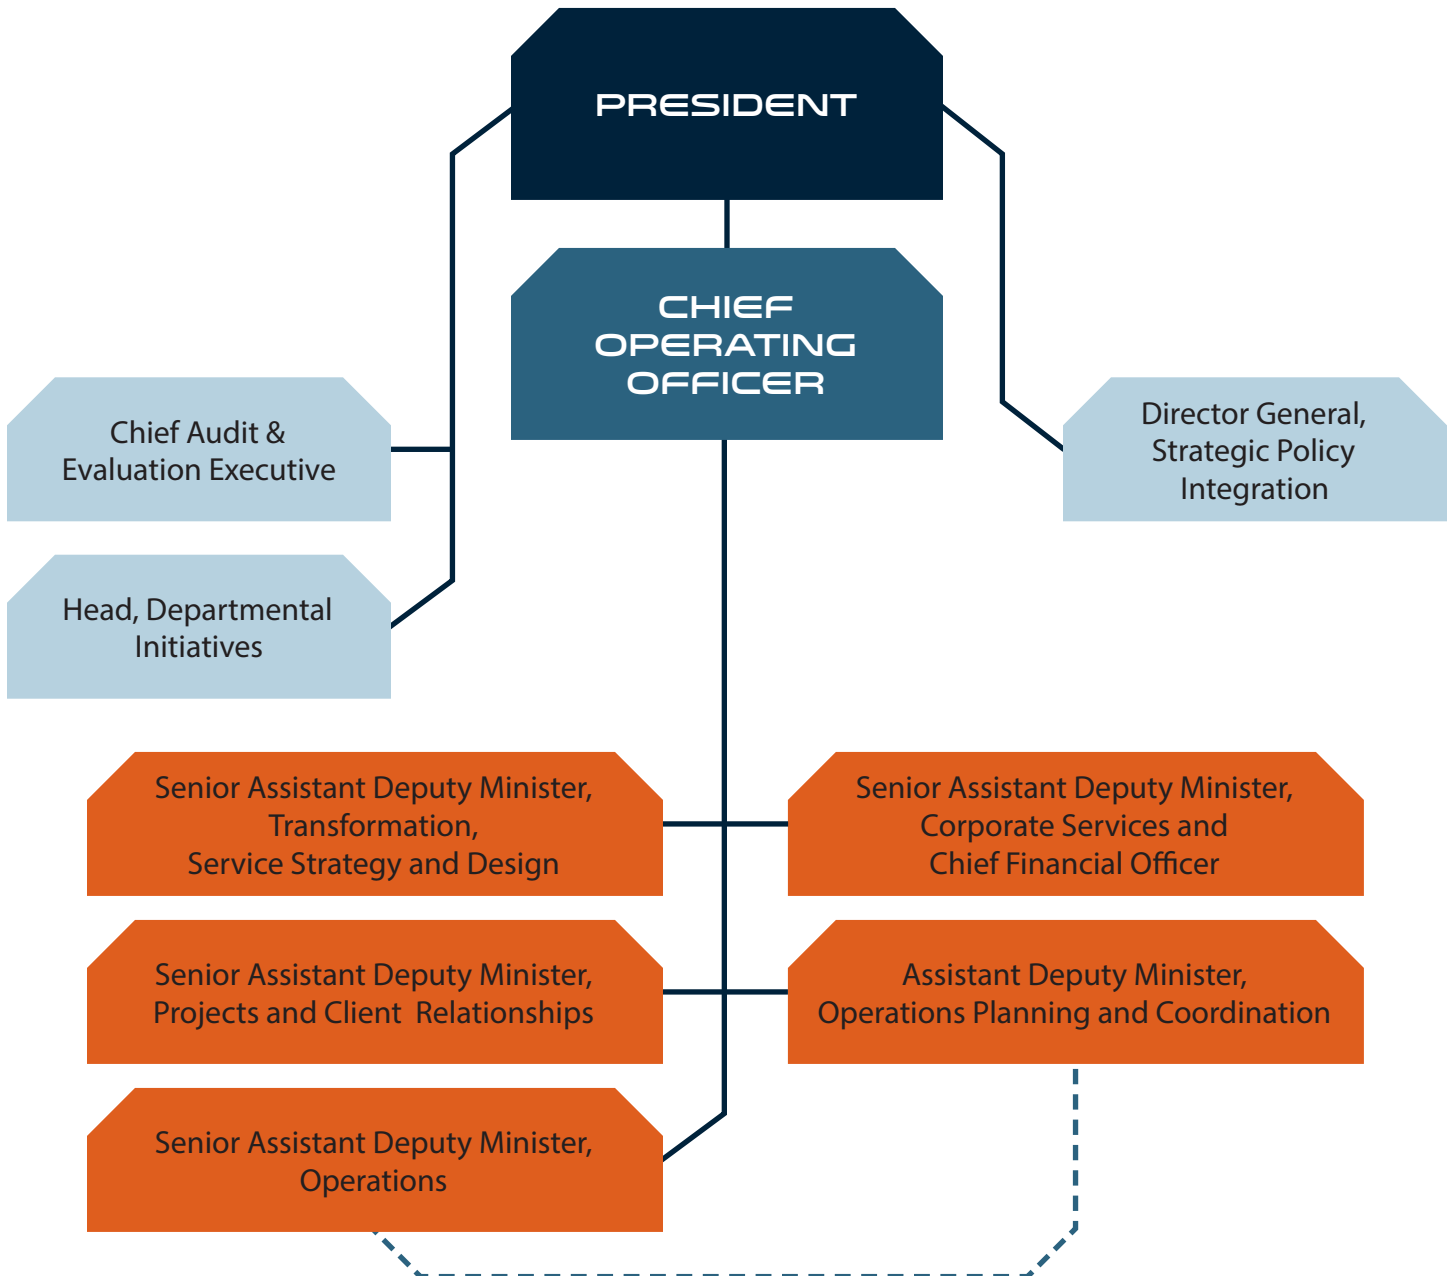 PRESIDENT
CHIEF
OPERATING
OFFICER
Chief Audit &
Evaluation Executive
Director General,
Strategic Policy
Integration
Head, Departmental
Initiatives
Senior Assistant Deputy Minister,
Transformation,
Service Strategy and Design
Senior Assistant Deputy Minister,
Corporate Services and
Chief Financial Officer
Senior Assistant Deputy Minister,
Projects and Client  Relationships
Assistant Deputy Minister,
Operations Planning and Coordination
Senior Assistant Deputy Minister,
Operations